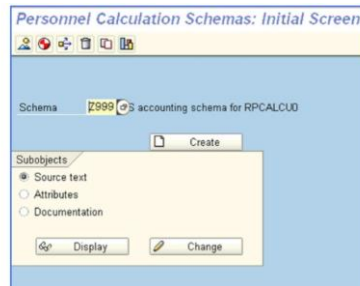 Personnel Calculation Schemas: Initial Screen
Schema Z999 S accounting schema for RPCALCU0
Create
Subobjects
Source text
Attributes
Documentation
Display Change